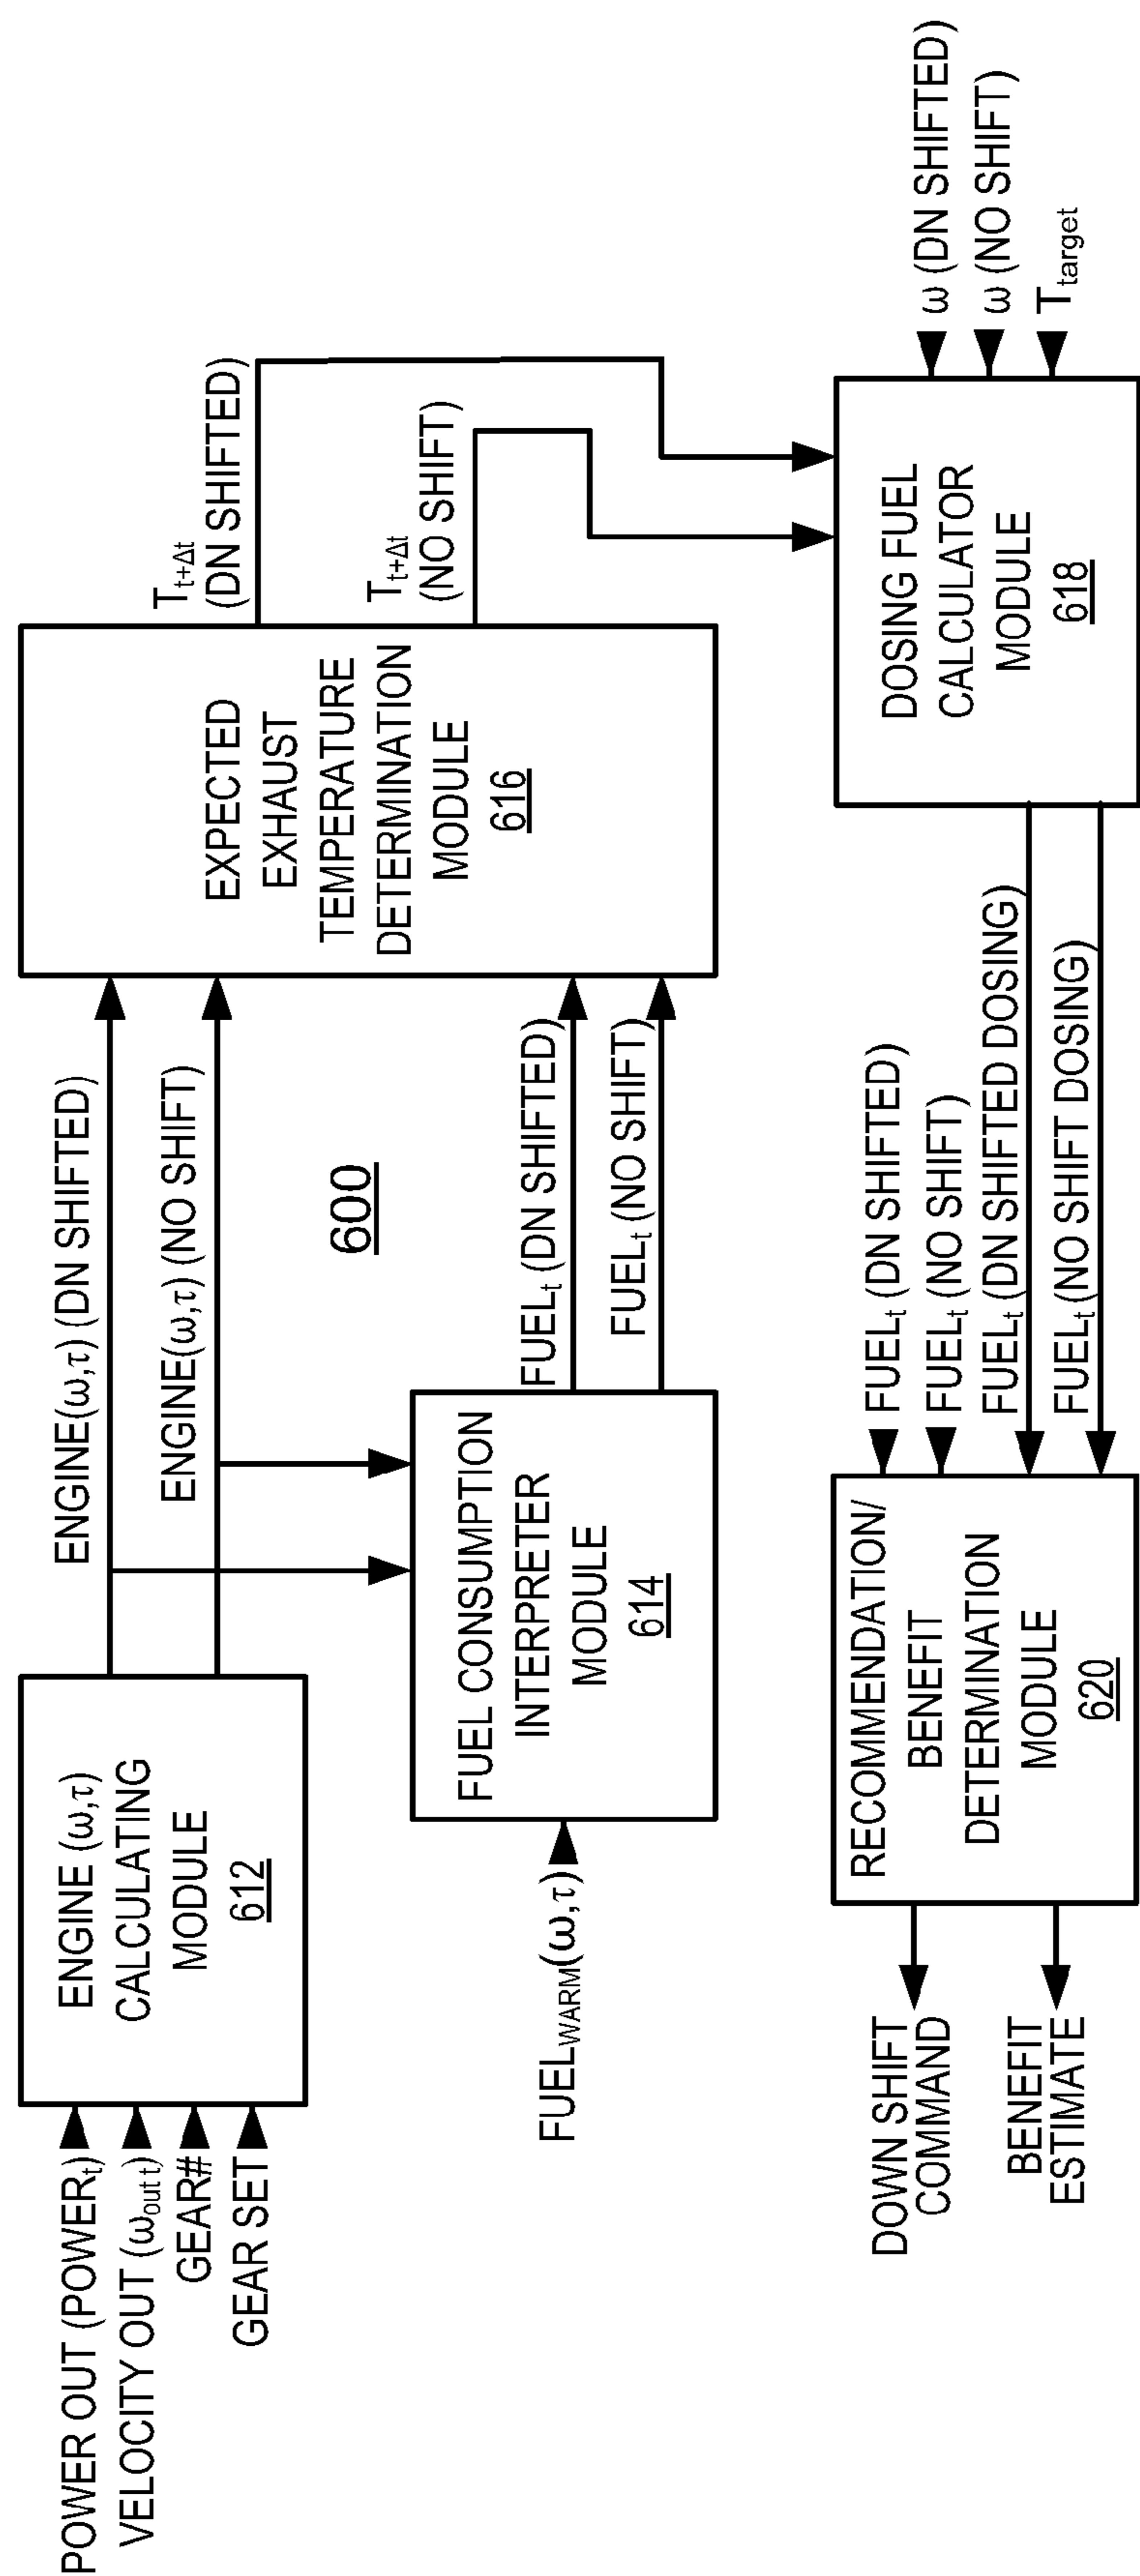 POWER OUT (POWERt)
VELOCITY OUT (ωout t)
GEAR#
GEAR SET
ENGINE (ω,τ)
CALCULATING
MODULE
612
ENGINE(ω,τ) (DN SHIFTED)
ENGINE(ω,τ) (NO SHIFT)
600
FUELWARM(ω,τ)
FUEL CONSUMPTION
INTERPRETER
MODULE
614
FUELt (DN SHIFTED)
FUELt (NO SHIFT)
EXPECTED
EXHAUST
TEMPERATURE
DETERMINATION
MODULE
616
Tt+Δt
(DN SHIFTED)
Tt+Δt
(NO SHIFT)
DOWN SHIFT
COMMAND
BENEFIT
ESTIMATE
RECOMMENDATION/
BENEFIT
DETERMINATION
MODULE
620
FUELt (DN SHIFTED)
FUELt (NO SHIFT)
FUELt (DN SHIFTED DOSING)
FUELt (NO SHIFT DOSING)
DOSING FUEL
CALCULATOR
MODULE
618
ω (DN SHIFTED)
ω (NO SHIFT)
Ttarget